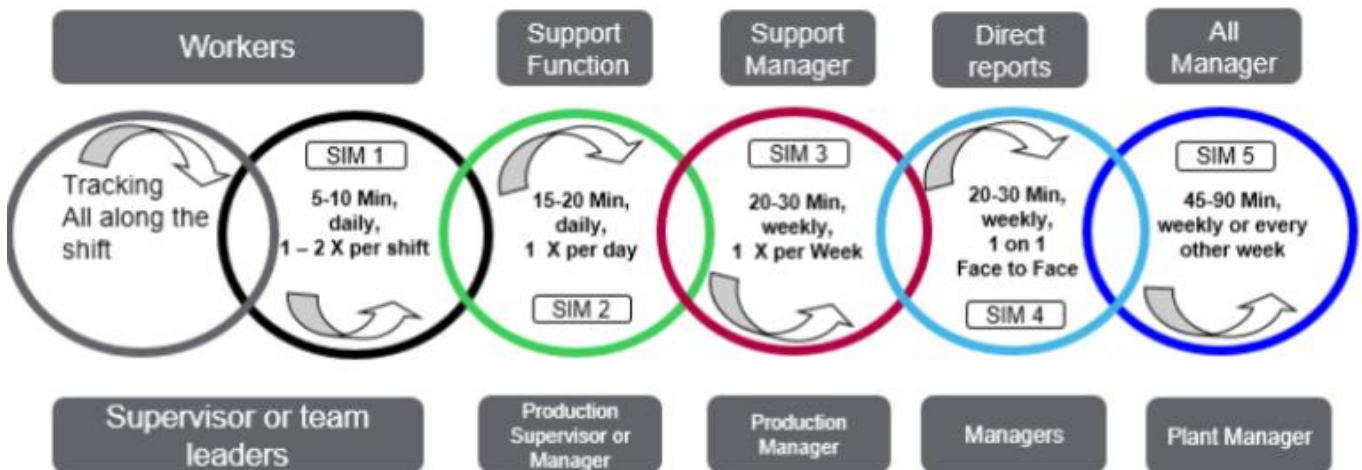 Workers
Support
Function
Support
Manager
Direct
reports
All
Manager
Tracking
All along the
shift
SIM 1
5-10 Min,
daily,
1 – 2 X per shift
15-20 Min,
daily,
1 X per day
SIM 2
SIM 3
20-30 Min,
weekly,
1 X per Week
20-30 Min,
weekly,
1 on 1
Face to Face
SIM 4
SIM 5
45-90 Min,
weekly or every
other week
Supervisor or team
leaders
Production
Supervisor or
Manager
Production
Manager
Managers
Plant Manager